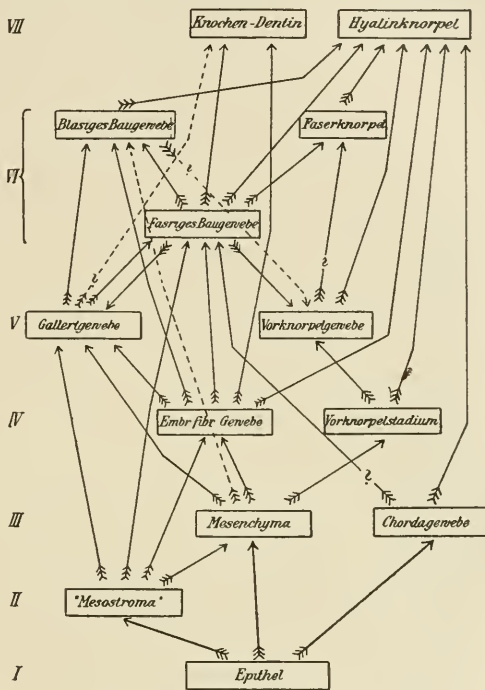 VII Knochen-Dentin Hyalinknorpel
Blasiges Baugewebe Faserknorpel
VI
Fasriges Baugewebe
V Gallertgewebe Vorknorpelgewebe
IV Embr fibr Gewebe Vorknorpelstadium
III Mesenchyma Chordagewebe
II "Mesostroma"
I Epithel